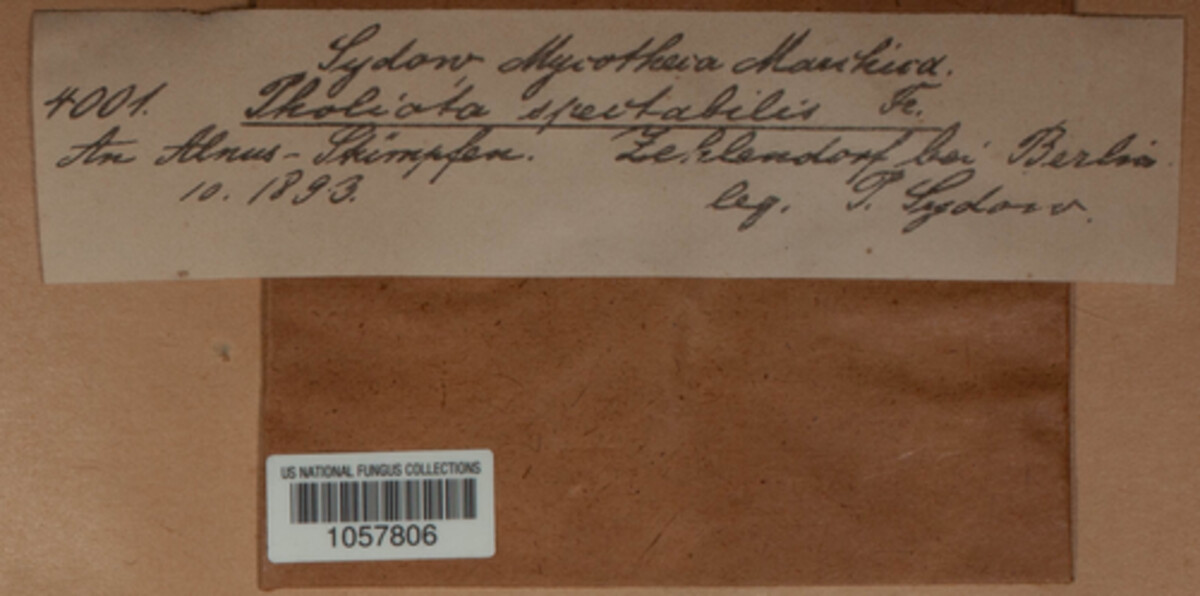 Sydow Mycotheca Marchica.
4001. Pholiota spectabilis Fr.
An Alnus-Stümpfen. Zehlendorf bei Berlin.
10. 1893. leg. P. Sydow.
US NATIONAL FUNGUS COLLECTIONS
1057806